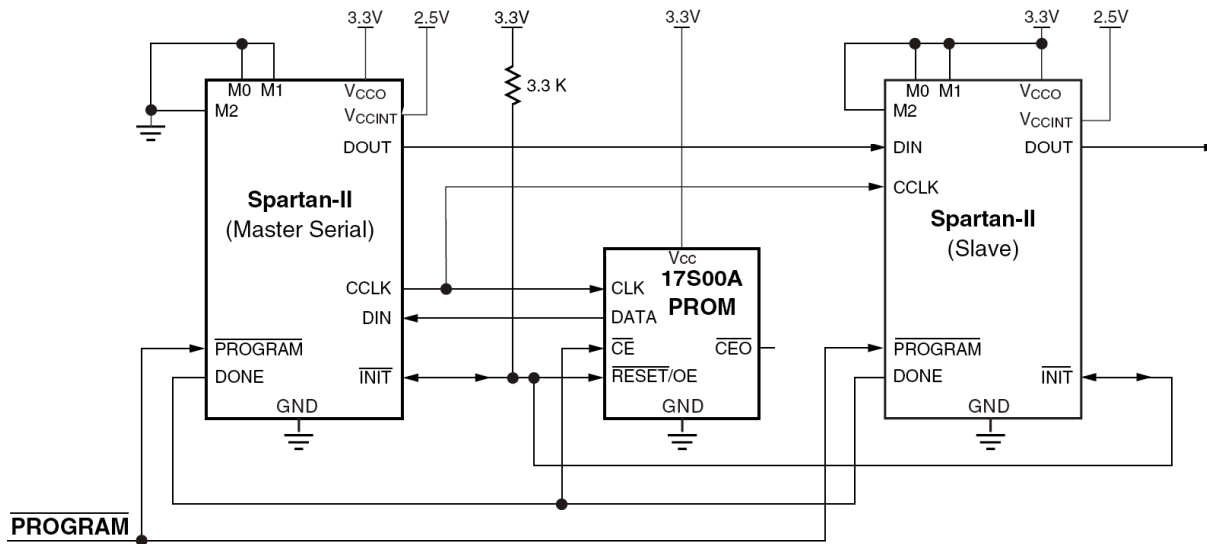 3.3V 2.5V 3.3V 3.3V 3.3V 2.5V
3.3 K
M0 M1
M2
VCCO
VCCINT
DOUT
Spartan-II
(Master Serial)
CCLK
DIN
PROGRAM
DONE
INIT
GND
Vcc
17S00A
PROM
CLK
DATA
CE
CEO
RESET/OE
GND
M0 M1
M2
VCCO
VCCINT
DIN
DOUT
CCLK
Spartan-II
(Slave)
PROGRAM
DONE
INIT
GND
PROGRAM